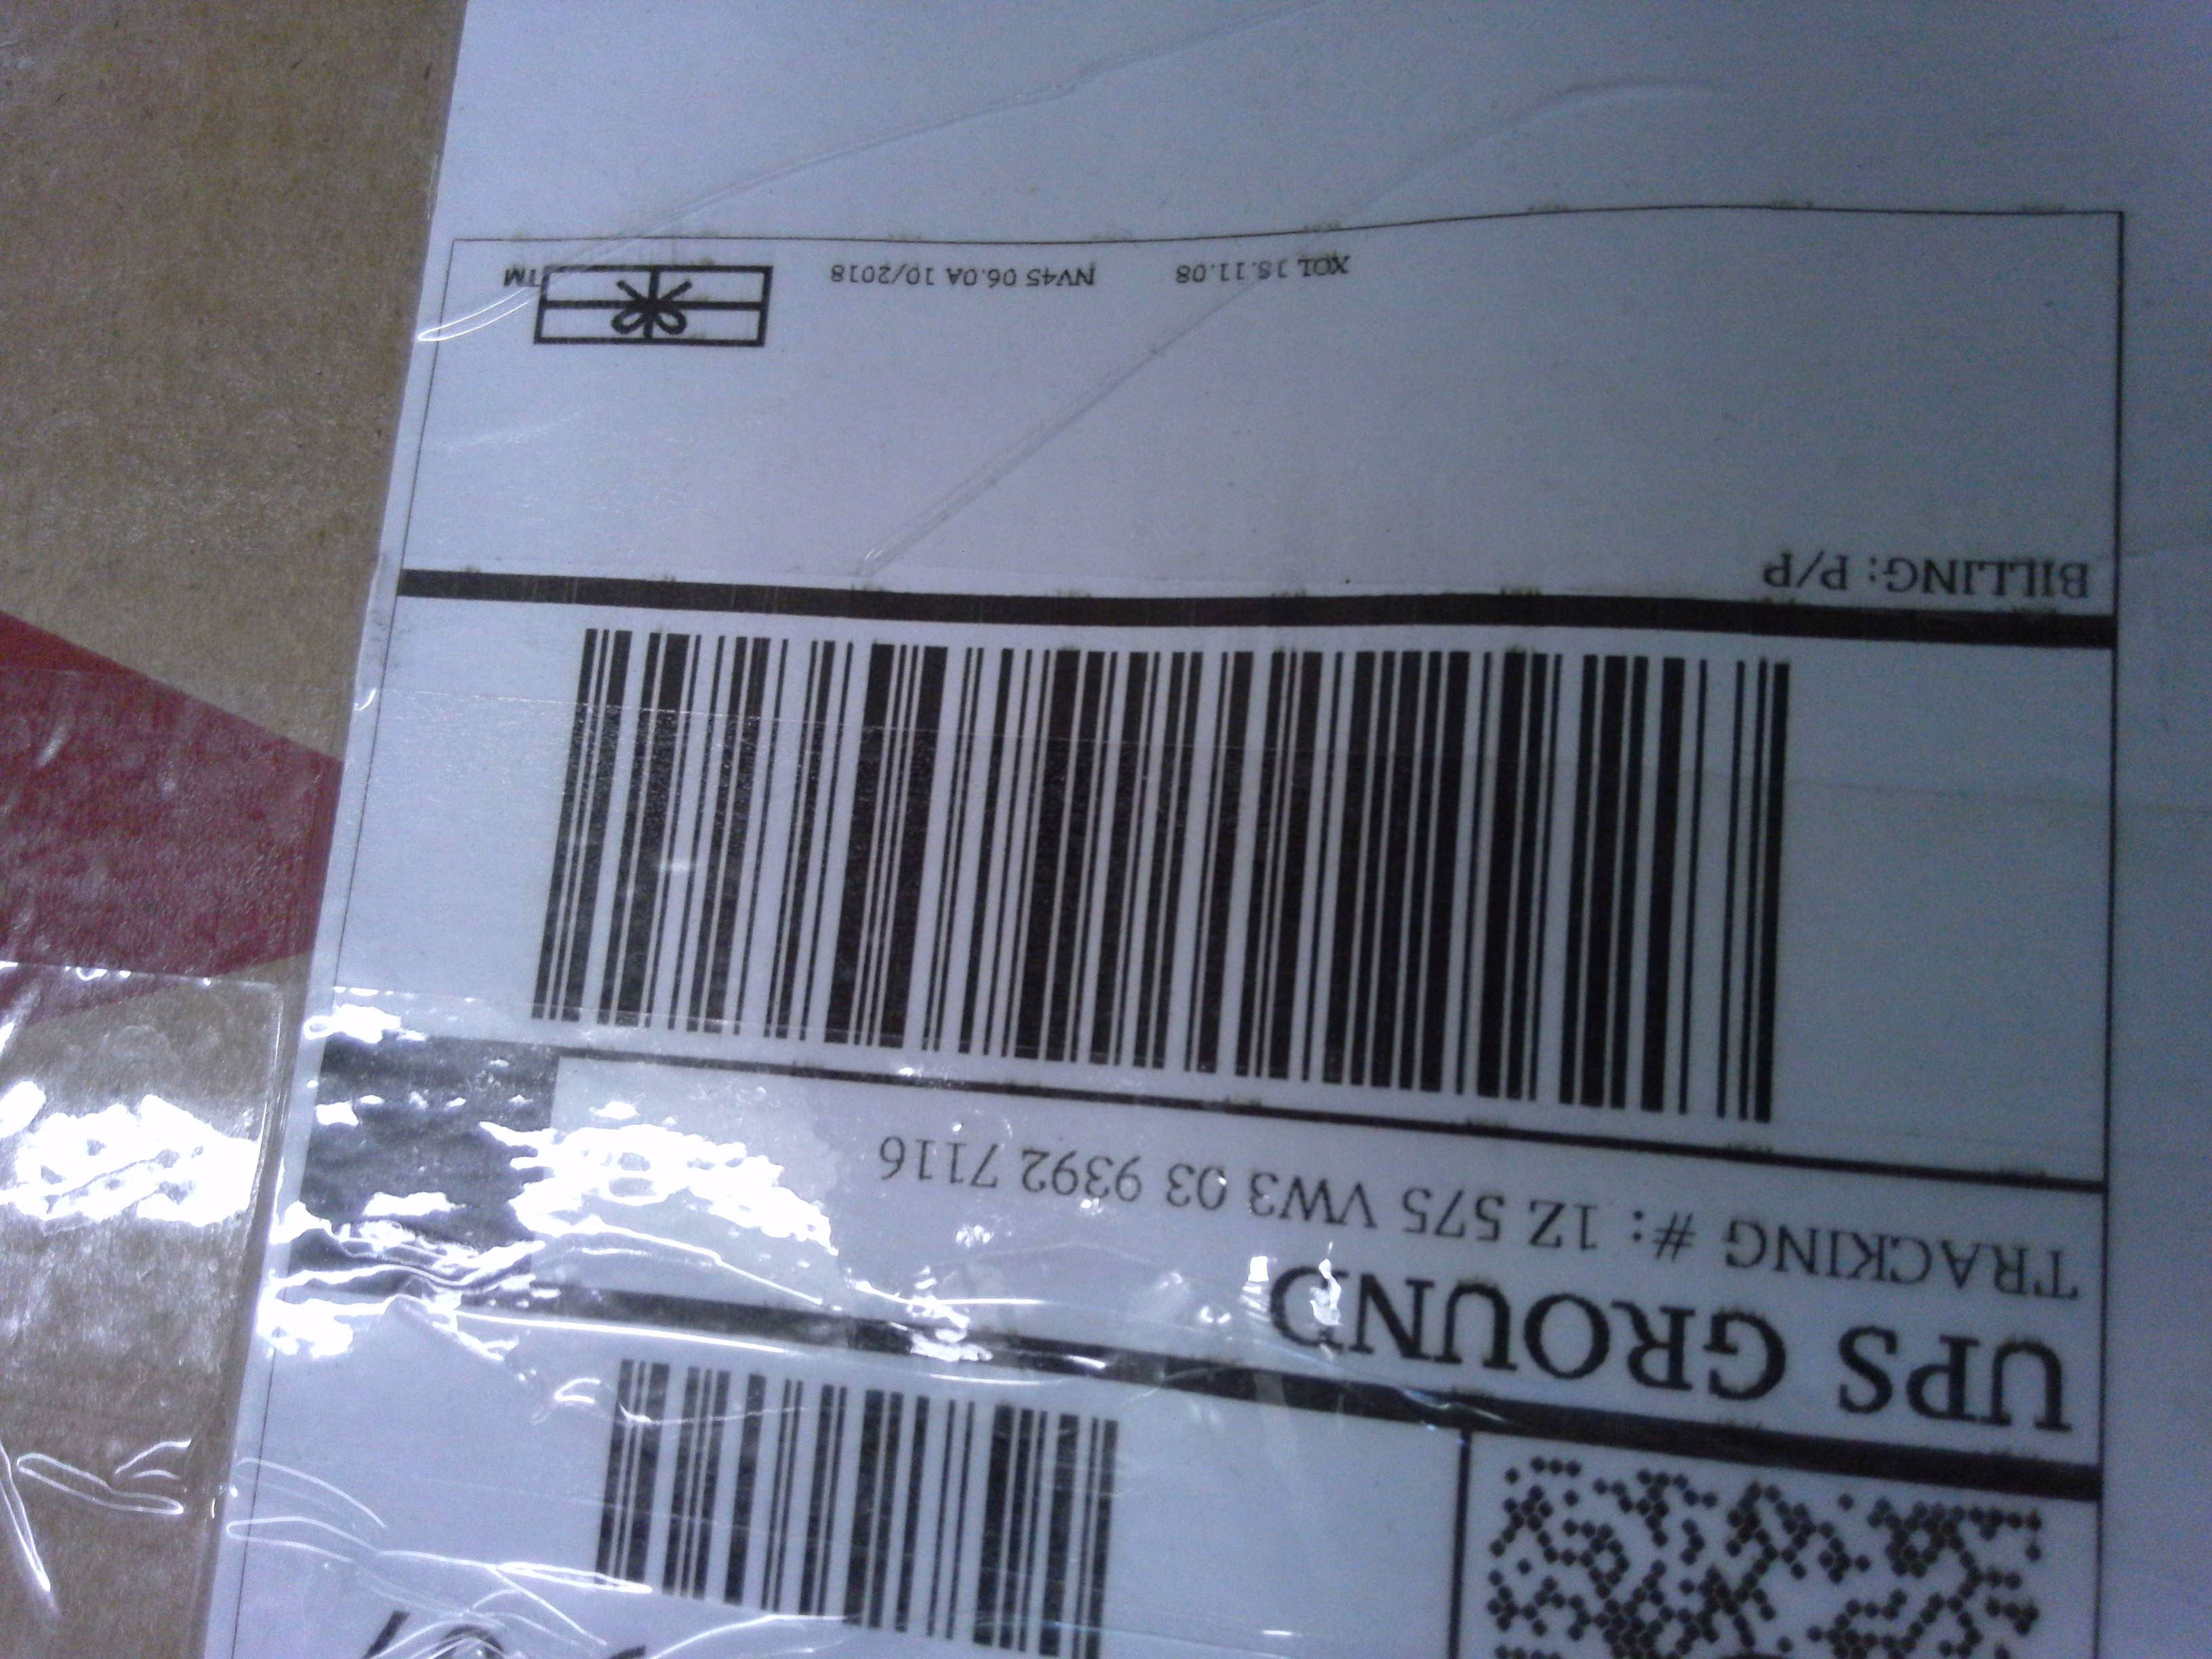 UPS GROUND
TRACKING #: 1Z 575 VW3 03 9392 7116
BILLING: P/P
XOL 18.11.08 NV45 06.0A 10/2018 TM